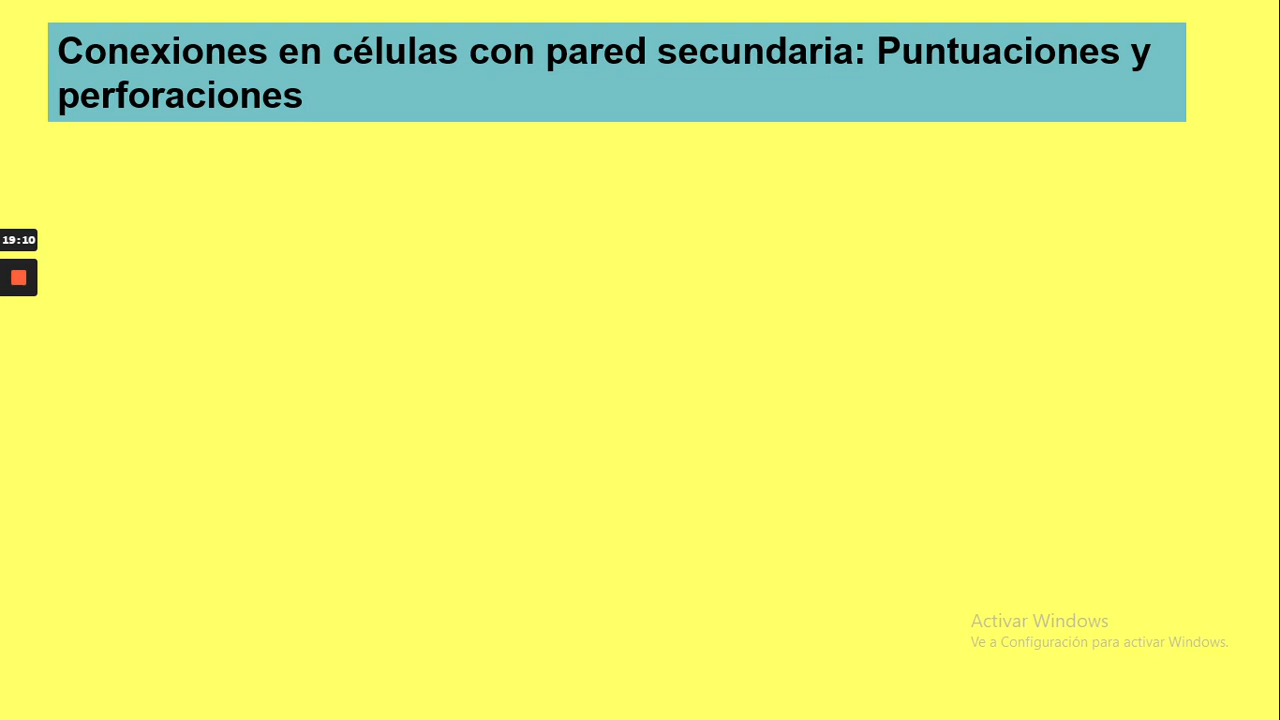 Conexiones en células con pared secundaria: Puntuaciones y
perforaciones
19:10
Activar Windows
Ve a Configuración para activar Windows.